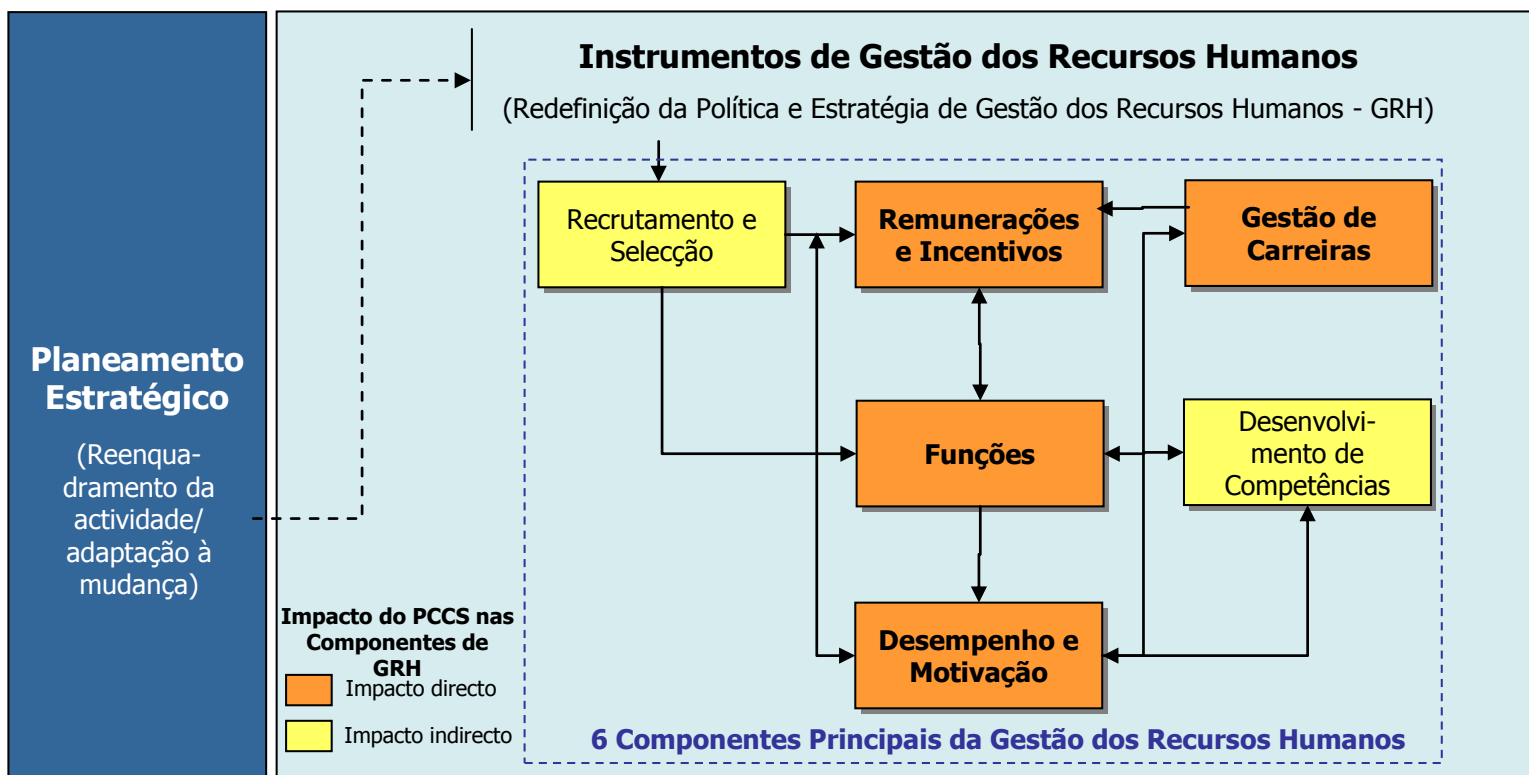 Planeamento
Estratégico
(Reenqua-
dramento da
actividade/
adaptação à
mudança)
Instrumentos de Gestão dos Recursos Humanos
(Redefinição da Política e Estratégia de Gestão dos Recursos Humanos - GRH)
Recrutamento e
Selecção
Remunerações
e Incentivos
Gestão de
Carreiras
Funções
Desenvolvi-
mento de
Competências
Desempenho e
Motivação
Impacto do PCCS nas
Componentes de
GRH
Impacto directo
Impacto indirecto
6 Componentes Principais da Gestão dos Recursos Humanos